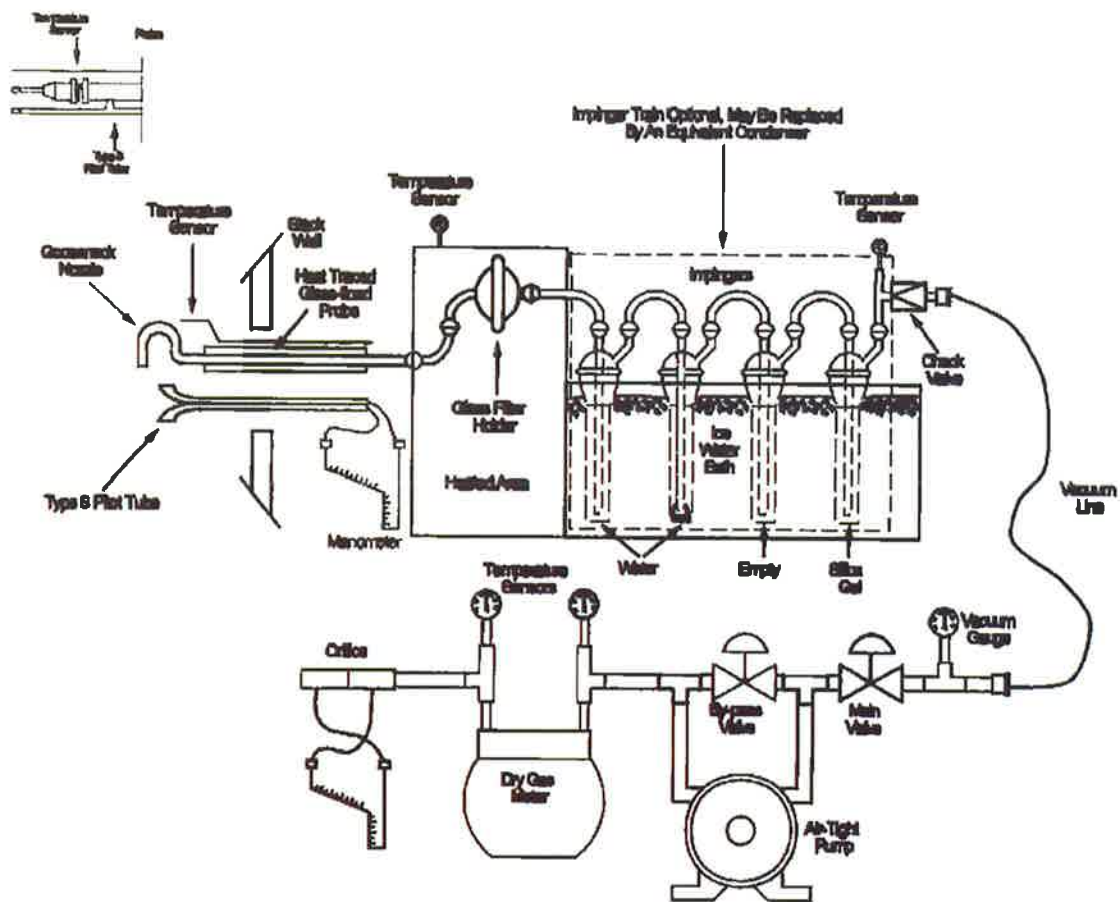 Temperature
Sensor
Probe
Type S
Pitot Tube
Impinger Train Optional, May Be Replaced
By An Equivalent Condenser
Temperature
Sensor
Temperature
Sensor
Temperature
Sensor
Stack
Wall
Gooseneck
Nozzle
Heat Traced
Glass-lined
Probe
Impingers
Check
Valve
Glass Filter
Holder
Ice
Water
Bath
Heated Area
Type S Pitot Tube
Vacuum
Line
Manometer
Water
Empty
Silica
Gel
Temperature
Sensors
Vacuum
Gauge
Orifice
By-pass
Valve
Main
Valve
Dry Gas
Meter
Air-Tight
Pump